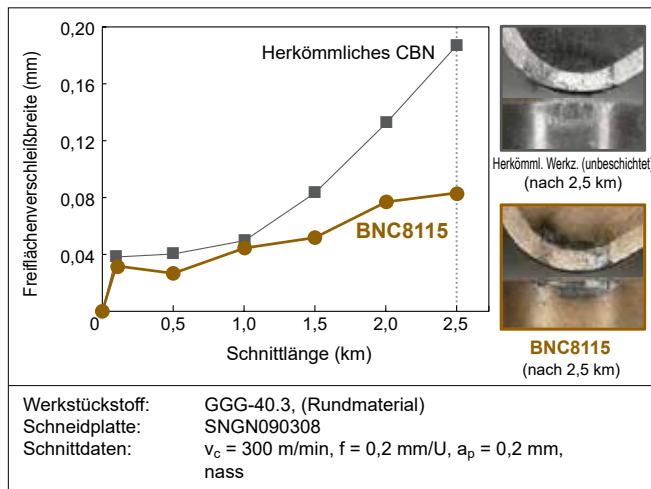 0,20
0,16
0,12
0,08
0,04
0
0,5
1,0
1,5
2,0
2,5
Freiflächenverschleißbreite (mm)
Schnittlänge (km)
Herkömmliches CBN
BNC8115
Herkömml. Werkz. (unbeschichtet)
(nach 2,5 km)
BNC8115
(nach 2,5 km)
Werkstückstoff: GGG-40.3, (Rundmaterial)
Schneidplatte: SNGN090308
Schnittdaten: vc = 300 m/min, f = 0,2 mm/U, ap = 0,2 mm,
nass